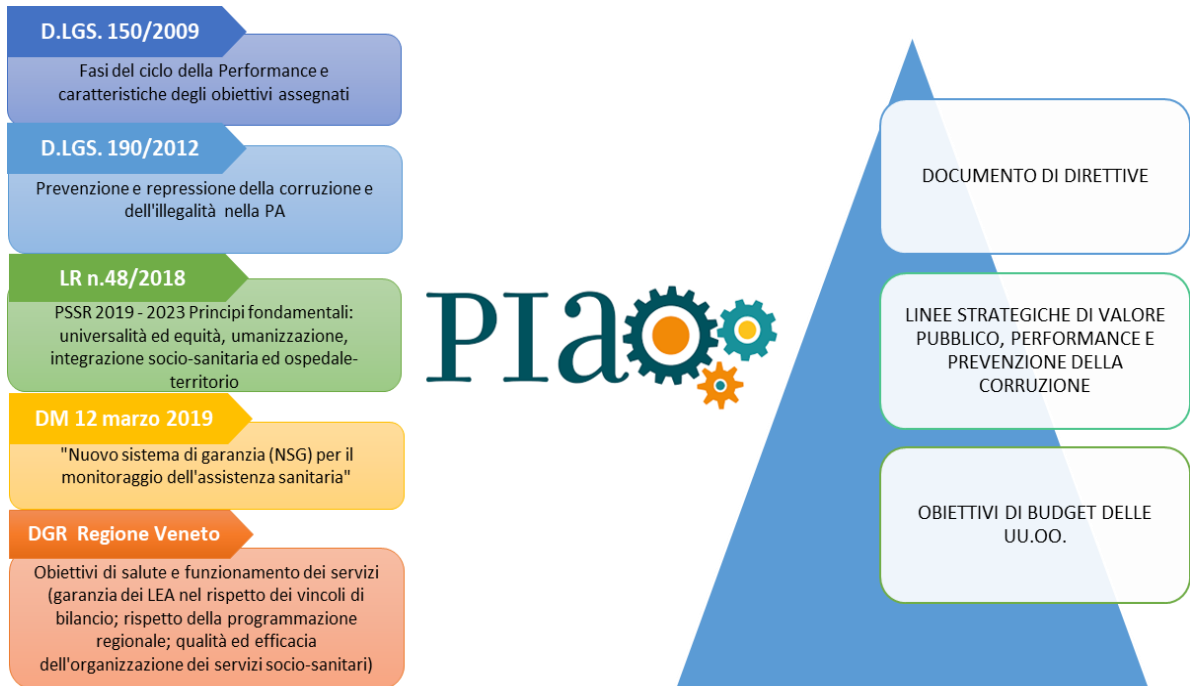 D.LGS. 150/2009
Fasi del ciclo della Performance e
caratteristiche degli obiettivi assegnati
D.LGS. 190/2012
Prevenzione e repressione della corruzione e
dell'illegalità nella PA
LR n.48/2018
PSSR 2019 - 2023 Principi fondamentali:
universalità ed equità, umanizzazione,
integrazione socio-sanitaria ed ospedale-
territorio
DM 12 marzo 2019
"Nuovo sistema di garanzia (NSG) per il
monitoraggio dell'assistenza sanitaria"
DGR Regione Veneto
Obiettivi di salute e funzionamento dei servizi
(garanzia dei LEA nel rispetto dei vincoli di
bilancio; rispetto della programmazione
regionale; qualità ed efficacia
dell'organizzazione dei servizi socio-sanitari)
PIao
DOCUMENTO DI DIRETTIVE
LINEE STRATEGICHE DI VALORE
PUBBLICO, PERFORMANCE E
PREVENZIONE DELLA
CORRUZIONE
OBIETTIVI DI BUDGET DELLE
UU.OO.